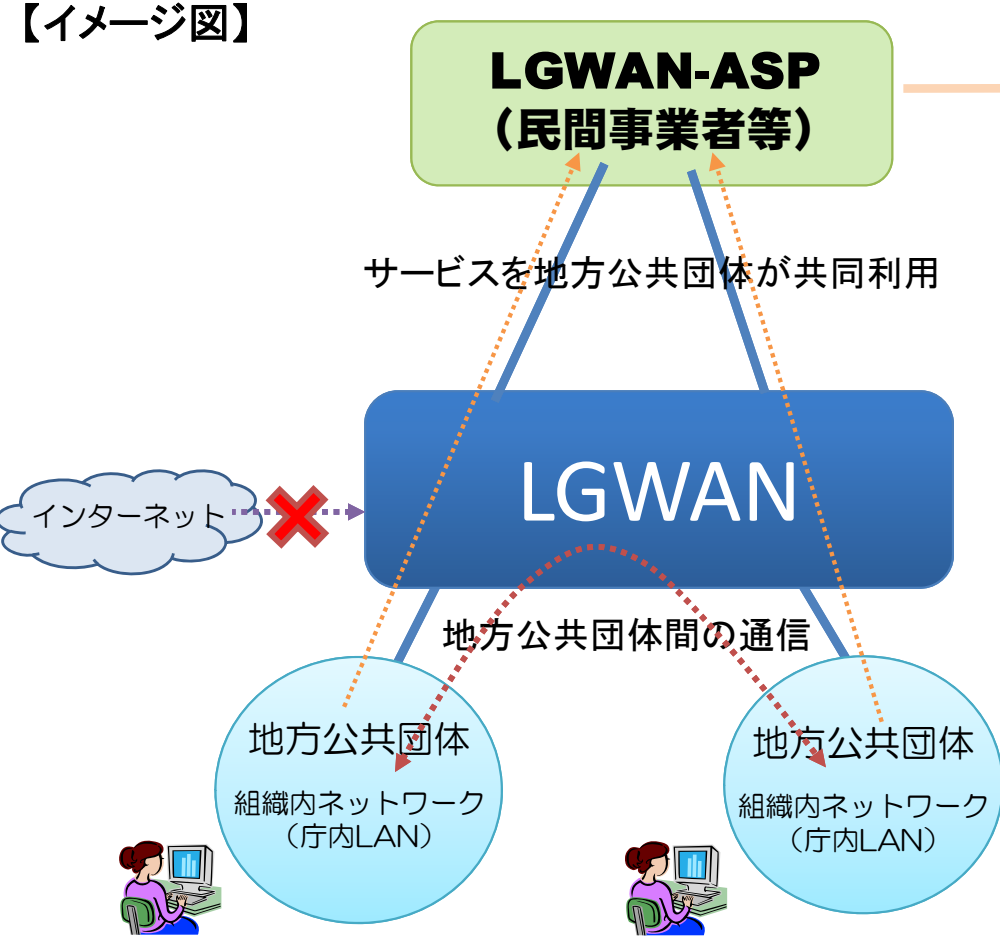 【イメージ図】
LGWAN-ASP
（民間事業者等）
サービスを地方公共団体が共同利用
インターネット
LGWAN
地方公共団体間の通信
地方公共団体
組織内ネットワーク
（庁内LAN）
地方公共団体
組織内ネットワーク
（庁内LAN）